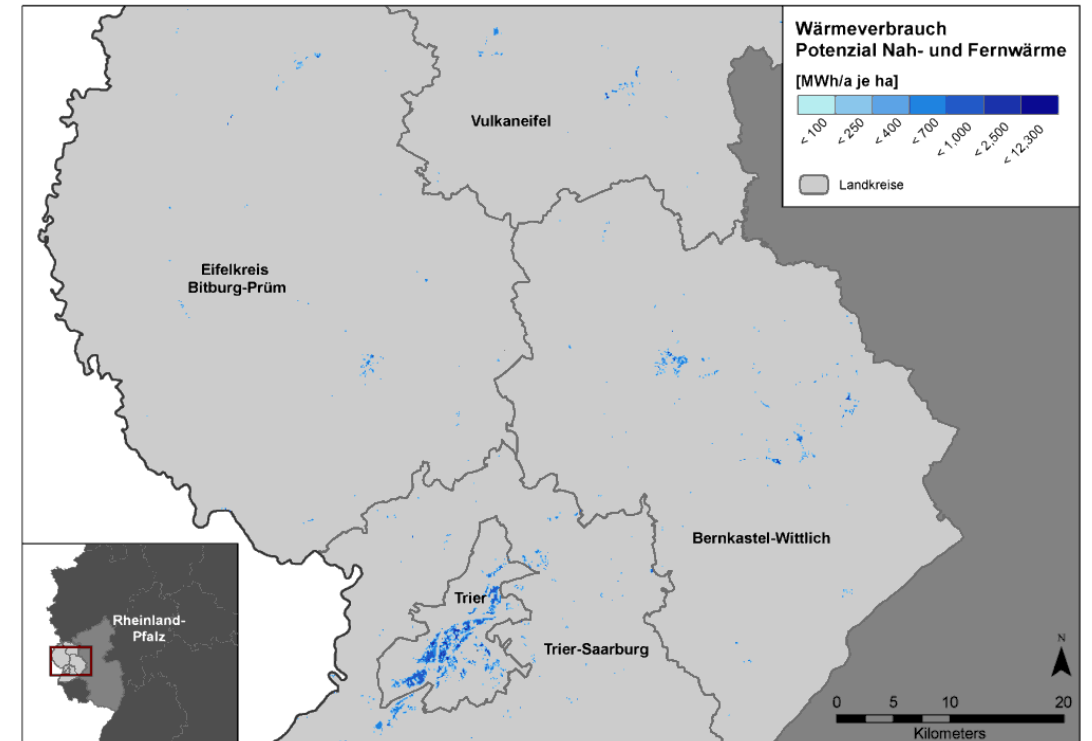 Wärmeverbrauch
Potenzial Nah- und Fernwärme
[MWh/a je ha]
< 100
< 250
< 400
< 700
< 1,000
< 2,500
< 12,300
Landkreise
Vulkaneifel
Eifelkreis
Bitburg-Prüm
Bernkastel-Wittlich
Trier
Trier-Saarburg
Rheinland-
Pfalz
N
0 5 10 20
Kilometers